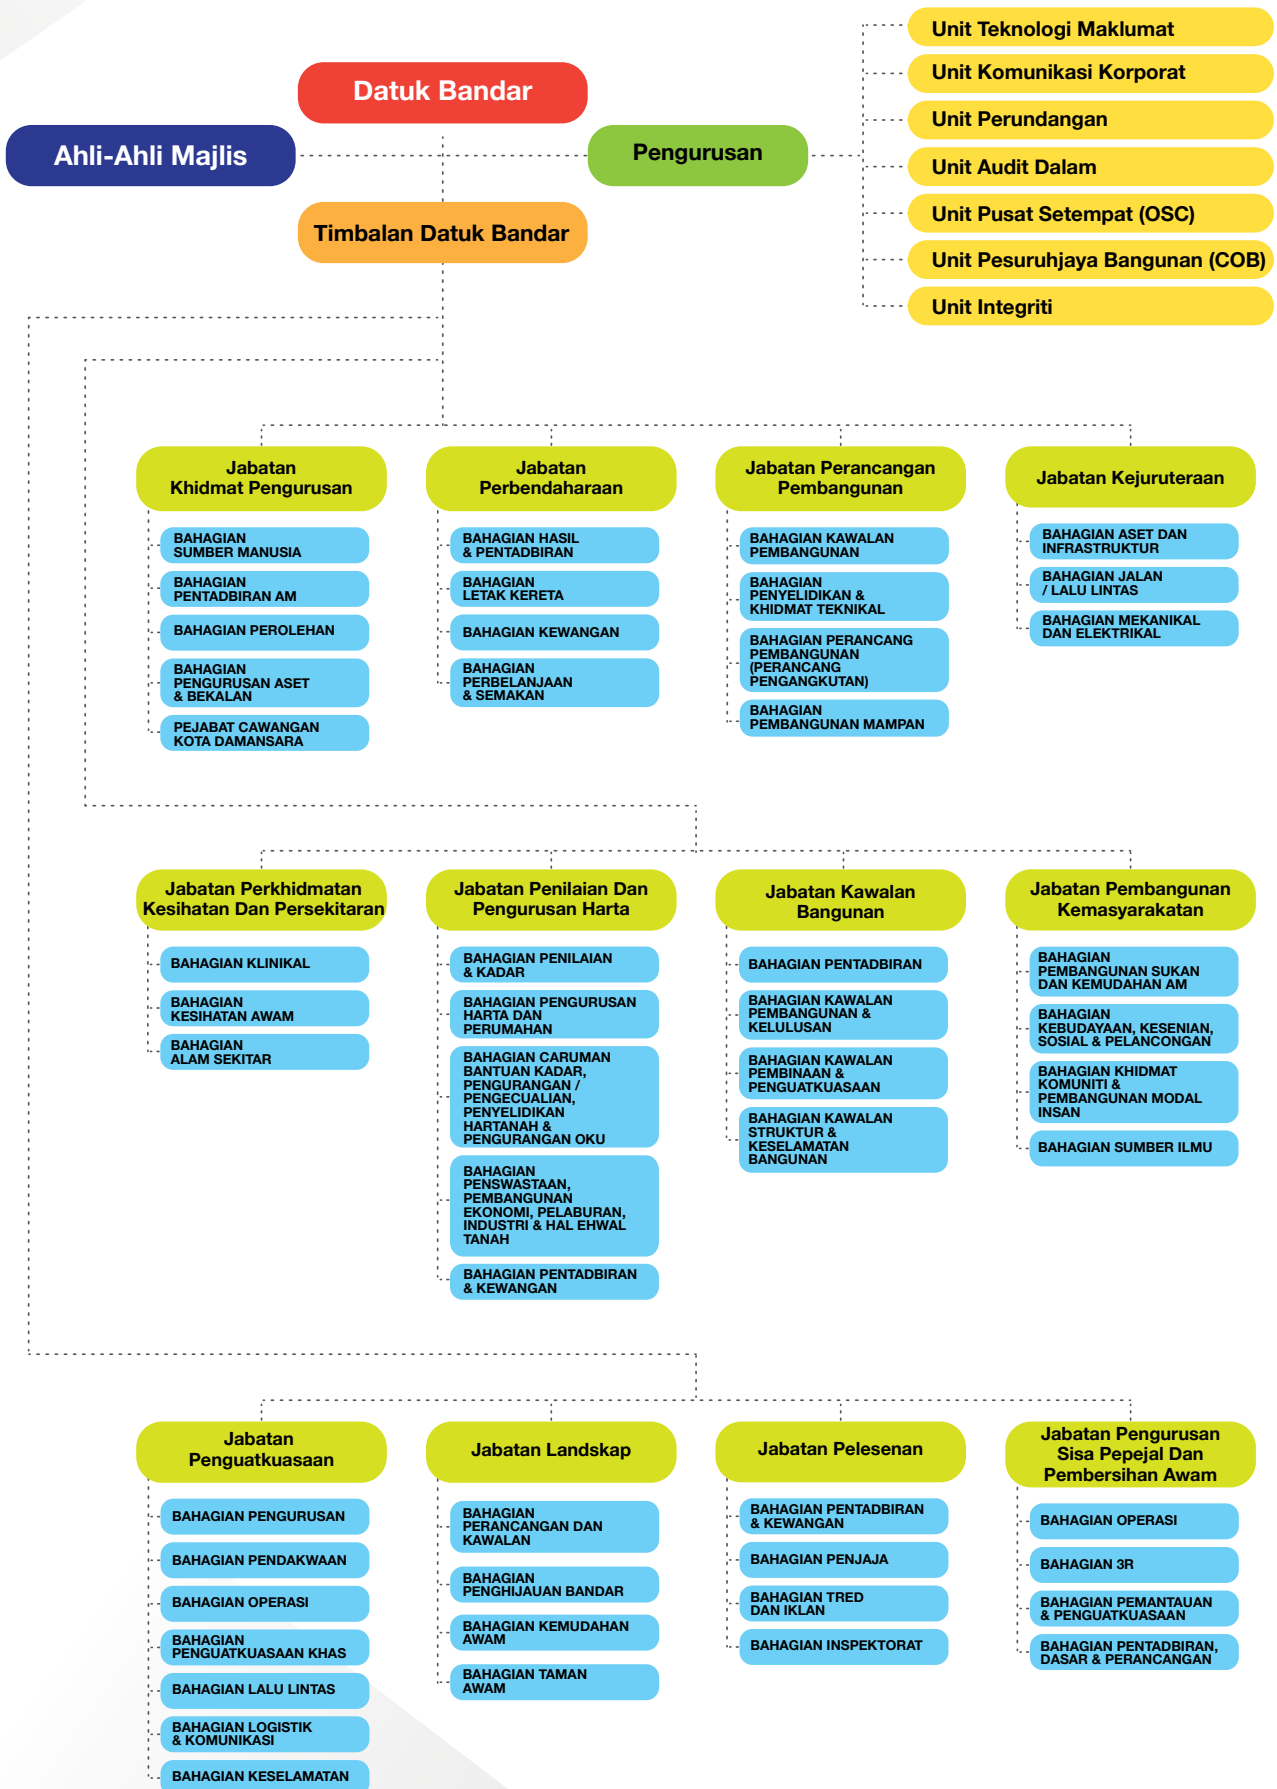 Datuk Bandar
Ahli-Ahli Majlis
Pengurusan
Timbalan Datuk Bandar
Unit Teknologi Maklumat
Unit Komunikasi Korporat
Unit Perundangan
Unit Audit Dalam
Unit Pusat Setempat (OSC)
Unit Pesuruhjaya Bangunan (COB)
Unit Integriti
Jabatan
Khidmat Pengurusan
BAHAGIAN
SUMBER MANUSIA
BAHAGIAN
PENTADBIRAN AM
BAHAGIAN PEROLEHAN
BAHAGIAN
PENGURUSAN ASET
& BEKALAN
PEJABAT CAWANGAN
KOTA DAMANSARA
Jabatan
Perbendaharaan
BAHAGIAN HASIL
& PENTADBIRAN
BAHAGIAN
LETAK KERETA
BAHAGIAN KEWANGAN
BAHAGIAN
PERBELANJAAN
& SEMAKAN
Jabatan Perancangan
Pembangunan
BAHAGIAN KAWALAN
PEMBANGUNAN
BAHAGIAN
PENYELIDIKAN &
KHIDMAT TEKNIKAL
BAHAGIAN PERANCANG
PEMBANGUNAN
(PERANCANG
PENGANGKUTAN)
BAHAGIAN
PEMBANGUNAN MAMPAN
Jabatan Kejuruteraan
BAHAGIAN ASET DAN
INFRASTRUKTUR
BAHAGIAN JALAN
/ LALU LINTAS
BAHAGIAN MEKANIKAL
DAN ELEKTRIKAL
Jabatan Perkhidmatan
Kesihatan Dan Persekitaran
BAHAGIAN KLINIKAL
BAHAGIAN
KESIHATAN AWAM
BAHAGIAN
ALAM SEKITAR
Jabatan Penilaian Dan
Pengurusan Harta
BAHAGIAN PENILAIAN
& KADAR
BAHAGIAN PENGURUSAN
HARTA DAN
PERUMAHAN
BAHAGIAN CARUMAN
BANTUAN KADAR,
PENGURANGAN /
PENGECUALIAN,
PENYELIDIKAN
HARTANAH &
PENGURANGAN OKU
BAHAGIAN
PENSWASTAAN,
PEMBANGUNAN
EKONOMI, PELABURAN,
INDUSTRI & HAL EHWAL
TANAH
BAHAGIAN PENTADBIRAN
& KEWANGAN
Jabatan Kawalan
Bangunan
BAHAGIAN PENTADBIRAN
BAHAGIAN KAWALAN
PEMBANGUNAN &
KELULUSAN
BAHAGIAN KAWALAN
PEMBINAAN &
PENGUATKUASAAN
BAHAGIAN KAWALAN
STRUKTUR &
KESELAMATAN
BANGUNAN
Jabatan Pembangunan
Kemasyarakatan
BAHAGIAN
PEMBANGUNAN SUKAN
DAN KEMUDAHAN AM
BAHAGIAN
KEBUDAYAAN, KESENIAN,
SOSIAL & PELANCONGAN
BAHAGIAN KHIDMAT
KOMUNITI &
PEMBANGUNAN MODAL
INSAN
BAHAGIAN SUMBER ILMU
Jabatan
Penguatkuasaan
BAHAGIAN PENGURUSAN
BAHAGIAN PENDAKWAAN
BAHAGIAN OPERASI
BAHAGIAN
PENGUATKUASAAN KHAS
BAHAGIAN LALU LINTAS
BAHAGIAN LOGISTIK
& KOMUNIKASI
BAHAGIAN KESELAMATAN
Jabatan Landskap
BAHAGIAN
PERANCANGAN DAN
KAWALAN
BAHAGIAN
PENGHIJAUAN BANDAR
BAHAGIAN KEMUDAHAN
AWAM
BAHAGIAN TAMAN
AWAM
Jabatan Pelesenan
BAHAGIAN PENTADBIRAN
& KEWANGAN
BAHAGIAN PENJAJA
BAHAGIAN TRED
DAN IKLAN
BAHAGIAN INSPEKTORAT
Jabatan Pengurusan
Sisa Pepejal Dan
Pembersihan Awam
BAHAGIAN OPERASI
BAHAGIAN 3R
BAHAGIAN PEMANTAUAN
& PENGUATKUASAAN
BAHAGIAN PENTADBIRAN,
DASAR & PERANCANGAN